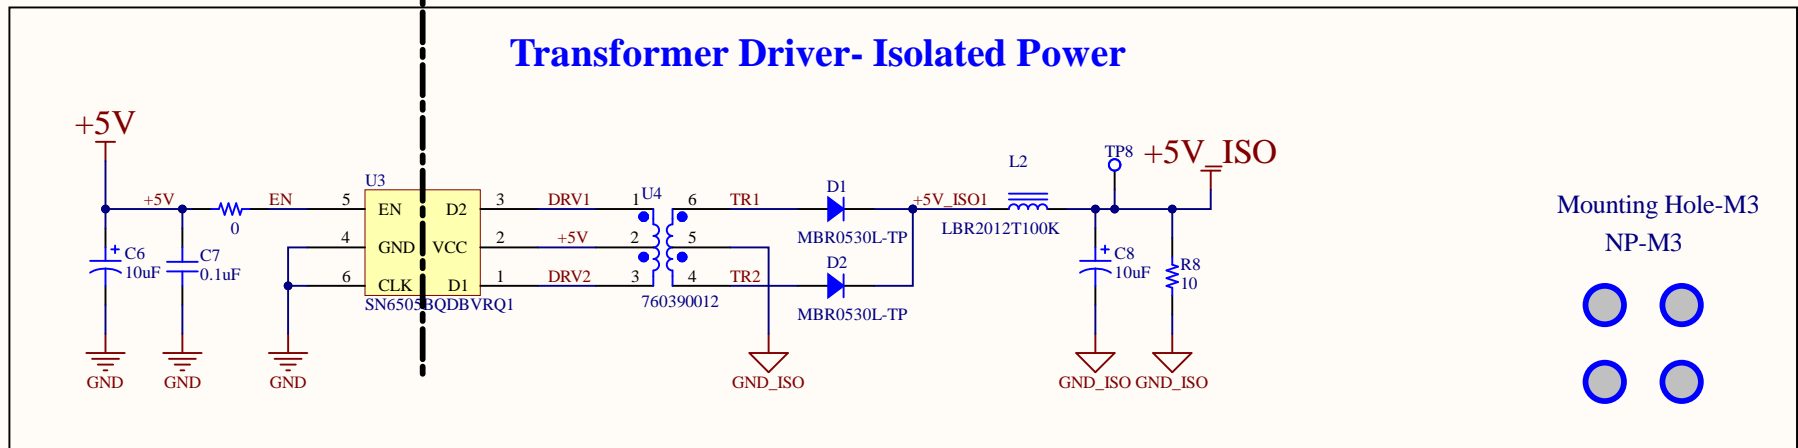 Transformer Driver- Isolated Power
+5V
+5V
0
EN
C6
10uF
C7
0.1uF
GND
GND
GND
U3
5
4
6
EN
GND
CLK
D2
VCC
D1
3
2
1
SN6505BQDBVRQ1
DRV1
+5V
DRV2
U4
1
2
3
6
5
4
760390012
TR1
TR2
GND_ISO
D1
MBR0530L-TP
D2
MBR0530L-TP
+5V_ISO1
L2
LBR2012T100K
TP8
+5V_ISO
C8
10uF
R8
10
GND_ISO
GND_ISO
Mounting Hole-M3
NP-M3